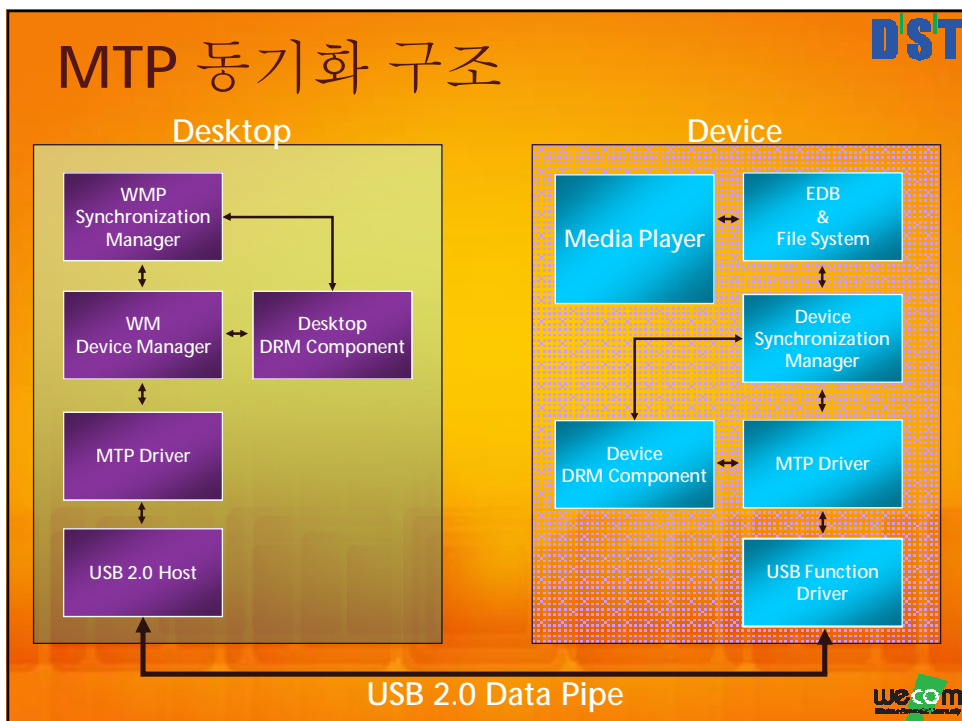 MTP 동기화 구조
D'S'T
Desktop
Device
WMP
Synchronization
Manager
WM
Device Manager
Desktop
DRM Component
MTP Driver
USB 2.0 Host
Media Player
EDB
&
File System
Device
Synchronization
Manager
Device
DRM Component
MTP Driver
USB Function
Driver
USB 2.0 Data Pipe
wecom